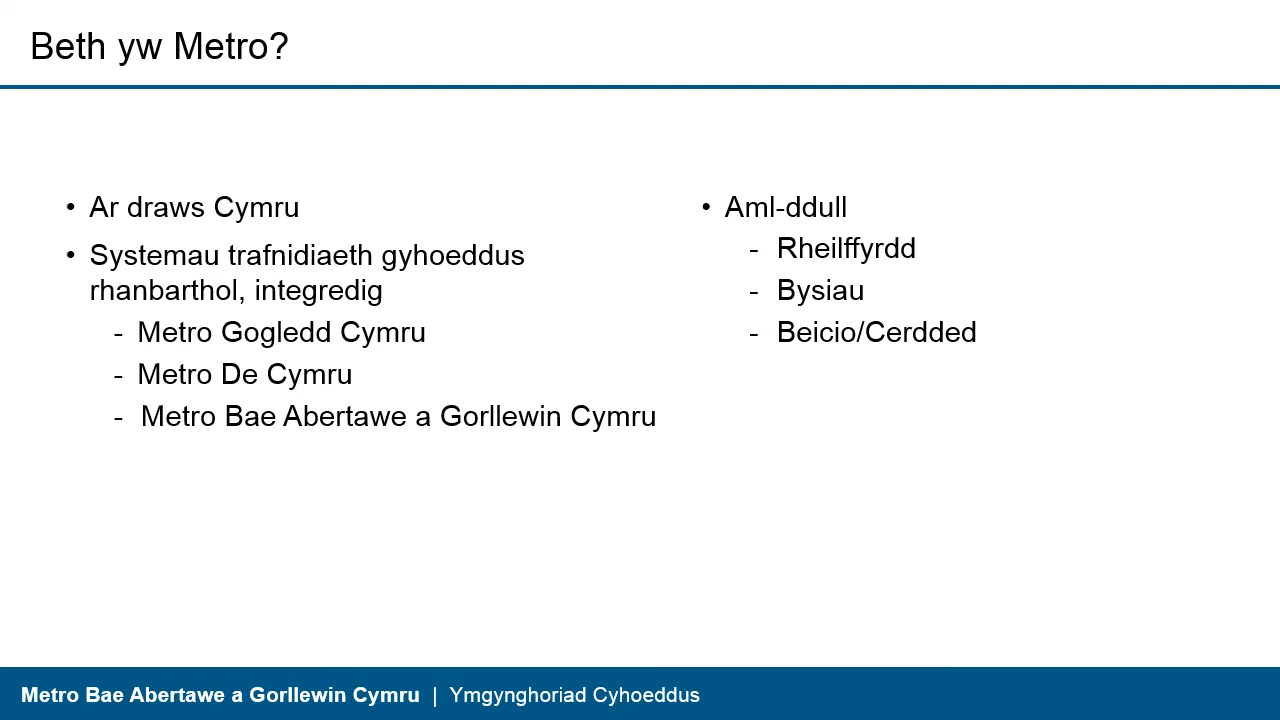 Beth yw Metro?
• Ar draws Cymru
• Systemau trafnidiaeth gyhoeddus
rhanbarthol, integredig
- Metro Gogledd Cymru
- Metro De Cymru
- Metro Bae Abertawe a Gorllewin Cymru
• Aml-ddull
- Rheilffyrdd
- Bysiau
- Beicio/Cerdded
Metro Bae Abertawe a Gorllewin Cymru | Ymgynghoriad Cyhoeddus